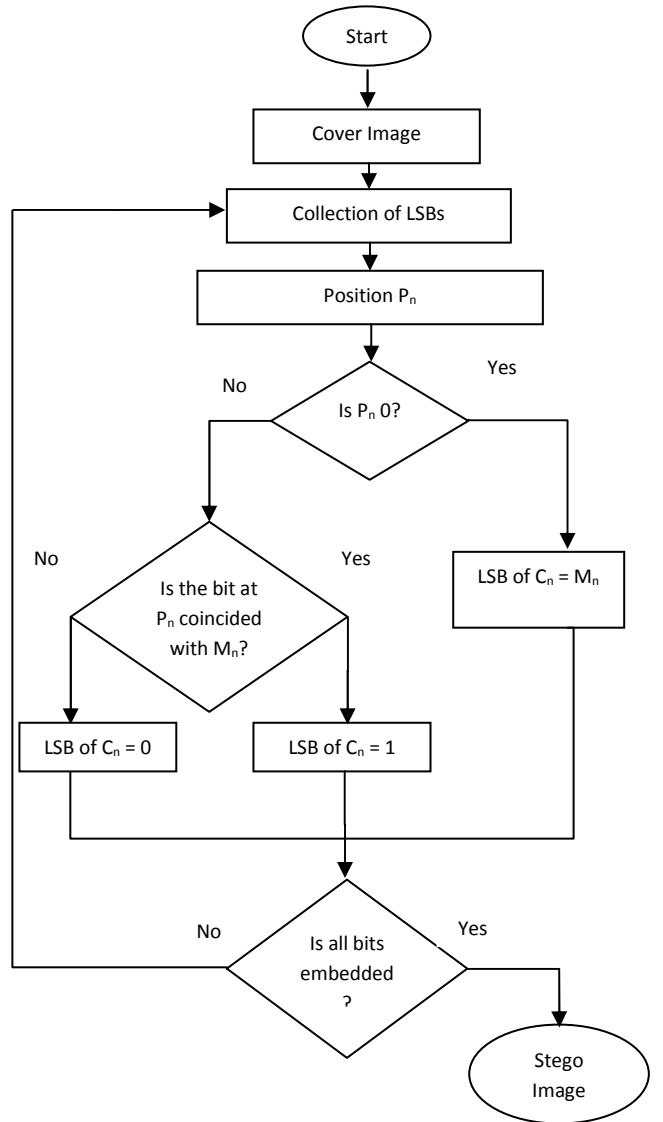 Start
Cover Image
Collection of LSBs
Position Pₙ
No
Yes
Is Pₙ 0?
No
Yes
Is the bit at
Pₙ coincided
with Mₙ?
LSB of Cₙ = Mₙ
LSB of Cₙ = 0
LSB of Cₙ = 1
No
Yes
Is all bits
embedded
?
Stego
Image